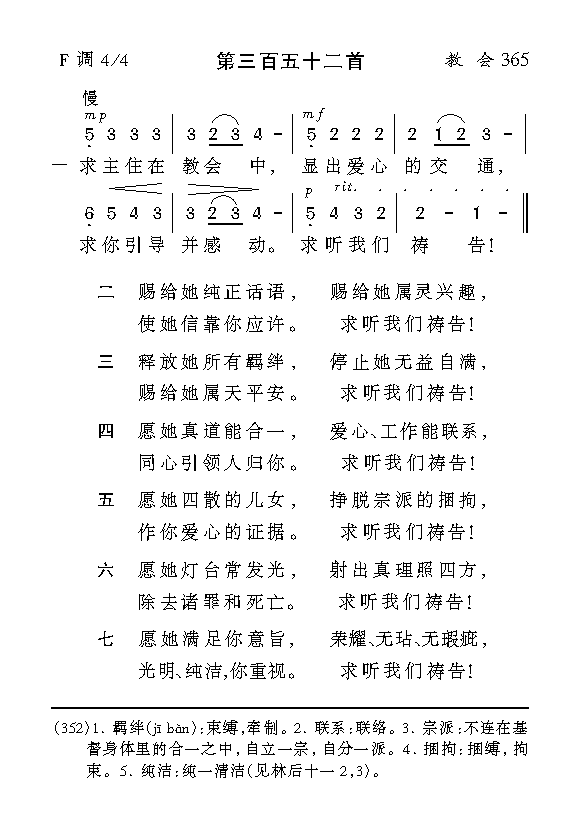 F 调 4/4 第三百五十二首 教 会 365
慢
mp mf
5 3 3 3 | 3 2 3 4 - | 5 2 2 2 | 2 1 2 3 - |
一 求主住在 教会 中， 显出爱心 的交 通，
p rit. . . . . . .
6 5 4 3 | 3 2 3 4 - | 5 4 3 2 | 2 - 1 - ‖
求你引导 并感 动。 求听我们 祷 告！
二 赐给她纯正话语， 赐给她属灵兴趣，
使她信靠你应许。 求听我们祷告！
三 释放她所有羁绊， 停止她无益自满，
赐给她属天平安。 求听我们祷告！
四 愿她真道能合一， 爱心、工作能联系，
同心引领人归你。 求听我们祷告！
五 愿她四散的儿女， 挣脱宗派的捆拘，
作你爱心的证据。 求听我们祷告！
六 愿她灯台常发光， 射出真理照四方，
除去诸罪和死亡。 求听我们祷告！
七 愿她满足你意旨， 荣耀、无玷、无瑕疵，
光明、纯洁，你重视。 求听我们祷告！
(352)1. 羁绊(jī bàn)：束缚，牵制。2. 联系：联络。3. 宗派：不连在基
督身体里的合一之中，自立一宗，自分一派。4. 捆拘：捆缚，拘
束。5. 纯洁：纯一清洁(见林后十一2,3)。